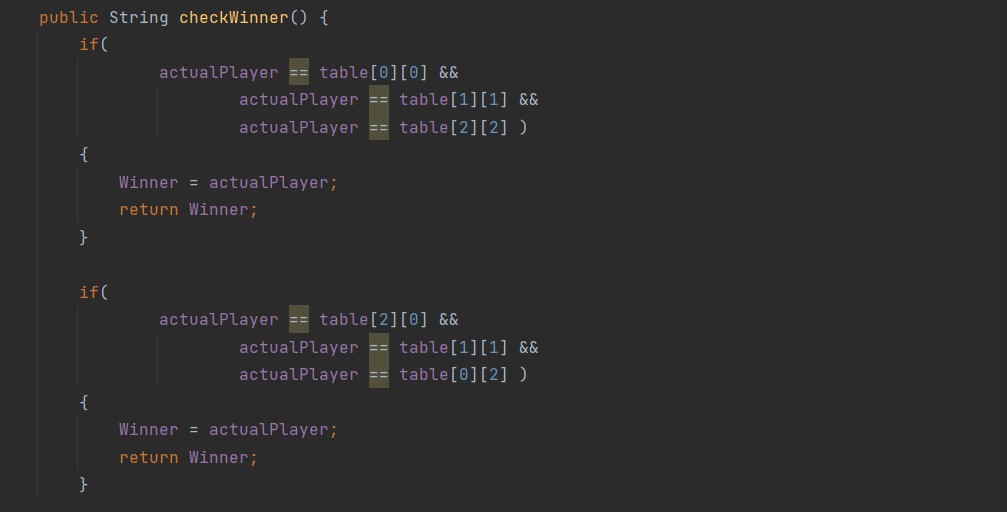 public String checkWinner() {
if(
actualPlayer == table[0][0] &&
actualPlayer == table[1][1] &&
actualPlayer == table[2][2] )
{
Winner = actualPlayer;
return Winner;
}
if(
actualPlayer == table[2][0] &&
actualPlayer == table[1][1] &&
actualPlayer == table[0][2] )
{
Winner = actualPlayer;
return Winner;
}